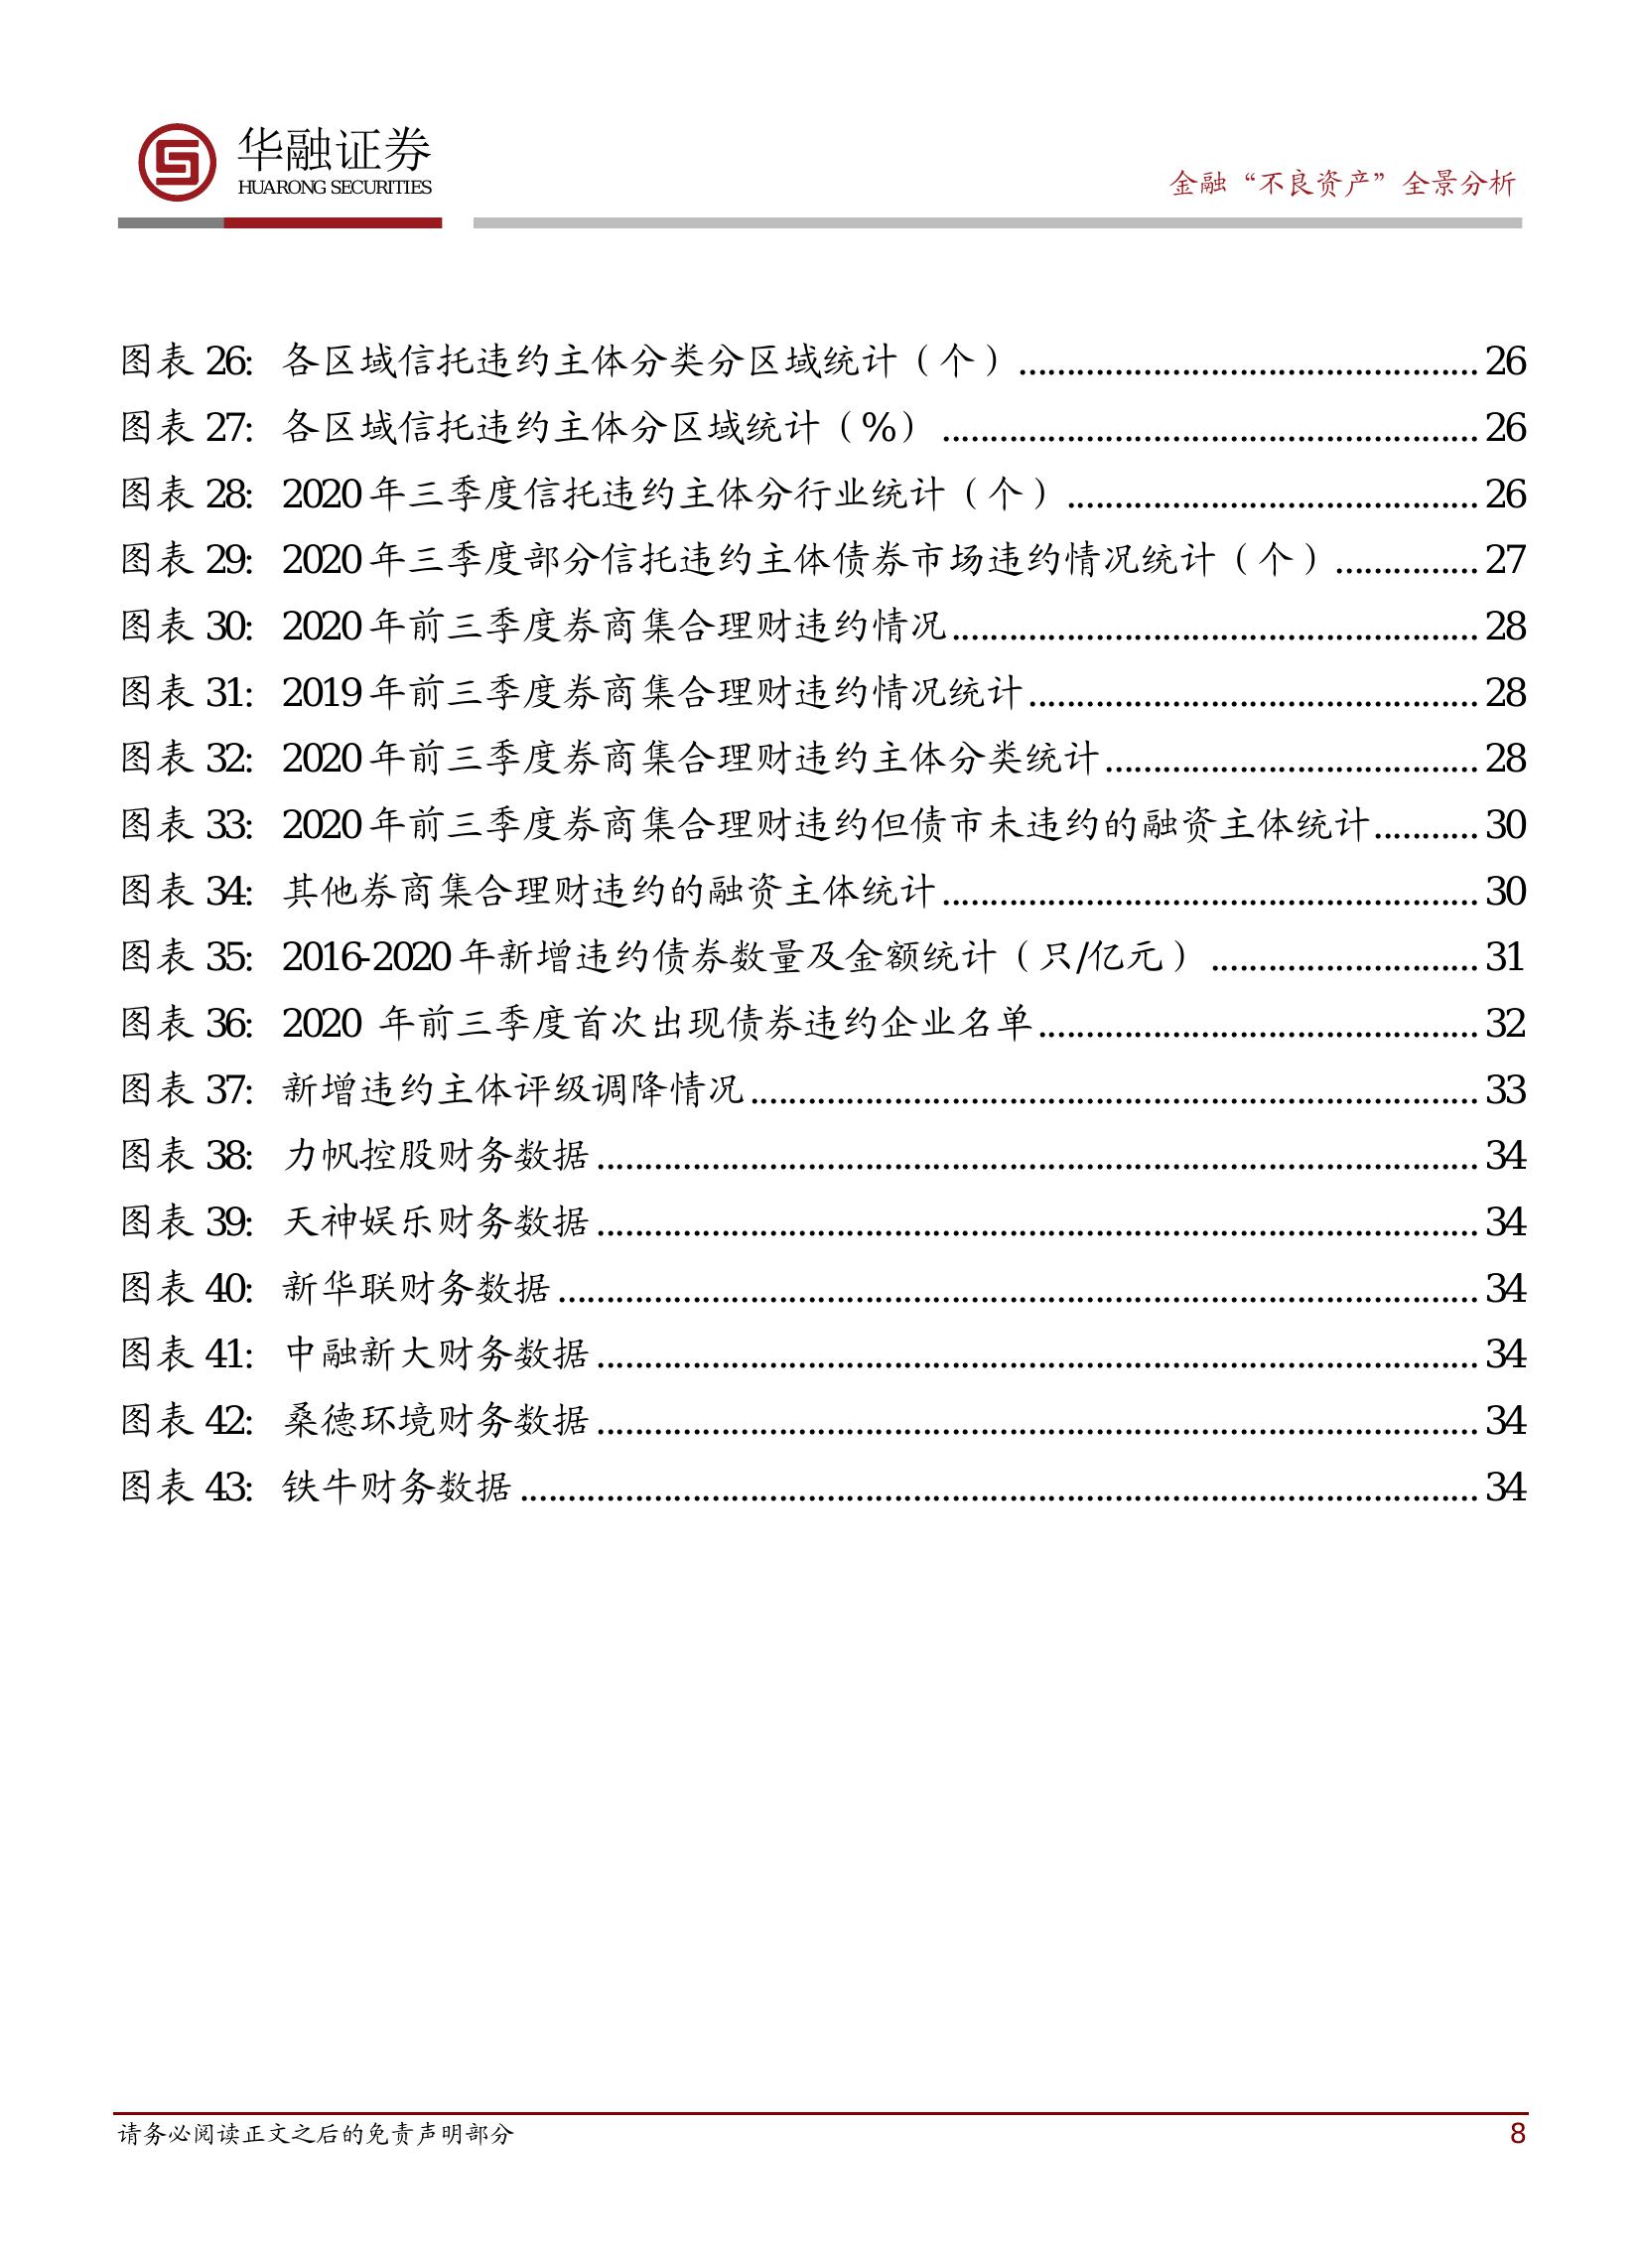 华融证券
HUARONG SECURITIES
金融“不良资产”全景分析
图表 26: 各区域信托违约主体分类分区域统计（个）................................................ 26
图表 27: 各区域信托违约主体分区域统计（%）........................................................ 26
图表 28: 2020 年三季度信托违约主体分行业统计（个）........................................... 26
图表 29: 2020 年三季度部分信托违约主体债券市场违约情况统计（个）............... 27
图表 30: 2020 年前三季度券商集合理财违约情况....................................................... 28
图表 31: 2019 年前三季度券商集合理财违约情况统计............................................... 28
图表 32: 2020 年前三季度券商集合理财违约主体分类统计....................................... 28
图表 33: 2020 年前三季度券商集合理财违约但债市未违约的融资主体统计........... 30
图表 34: 其他券商集合理财违约的融资主体统计........................................................ 30
图表 35: 2016-2020 年新增违约债券数量及金额统计（只/亿元）............................ 31
图表 36: 2020 年前三季度首次出现债券违约企业名单.............................................. 32
图表 37: 新增违约主体评级调降情况............................................................................ 33
图表 38: 力帆控股财务数据............................................................................................ 34
图表 39: 天神娱乐财务数据............................................................................................ 34
图表 40: 新华联财务数据................................................................................................ 34
图表 41: 中融新大财务数据............................................................................................ 34
图表 42: 桑德环境财务数据............................................................................................ 34
图表 43: 铁牛财务数据.................................................................................................... 34
请务必阅读正文之后的免责声明部分 8